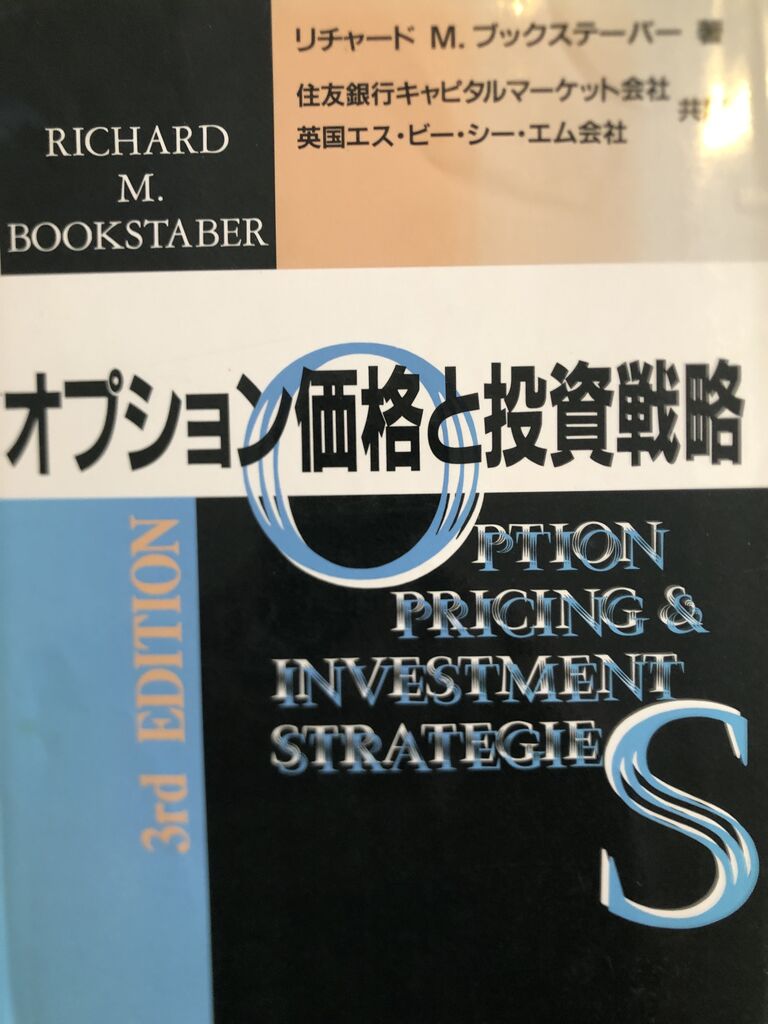 リチャード M. ブックステーバー 著
住友銀行キャピタルマーケット会社
英国エス・ビー・シー・エム会社
共
RICHARD
M.
BOOKSTABER
オプション価格と投資戦略
3rd EDITION
OPTION
PRICING &
INVESTMENT
STRATEGIES